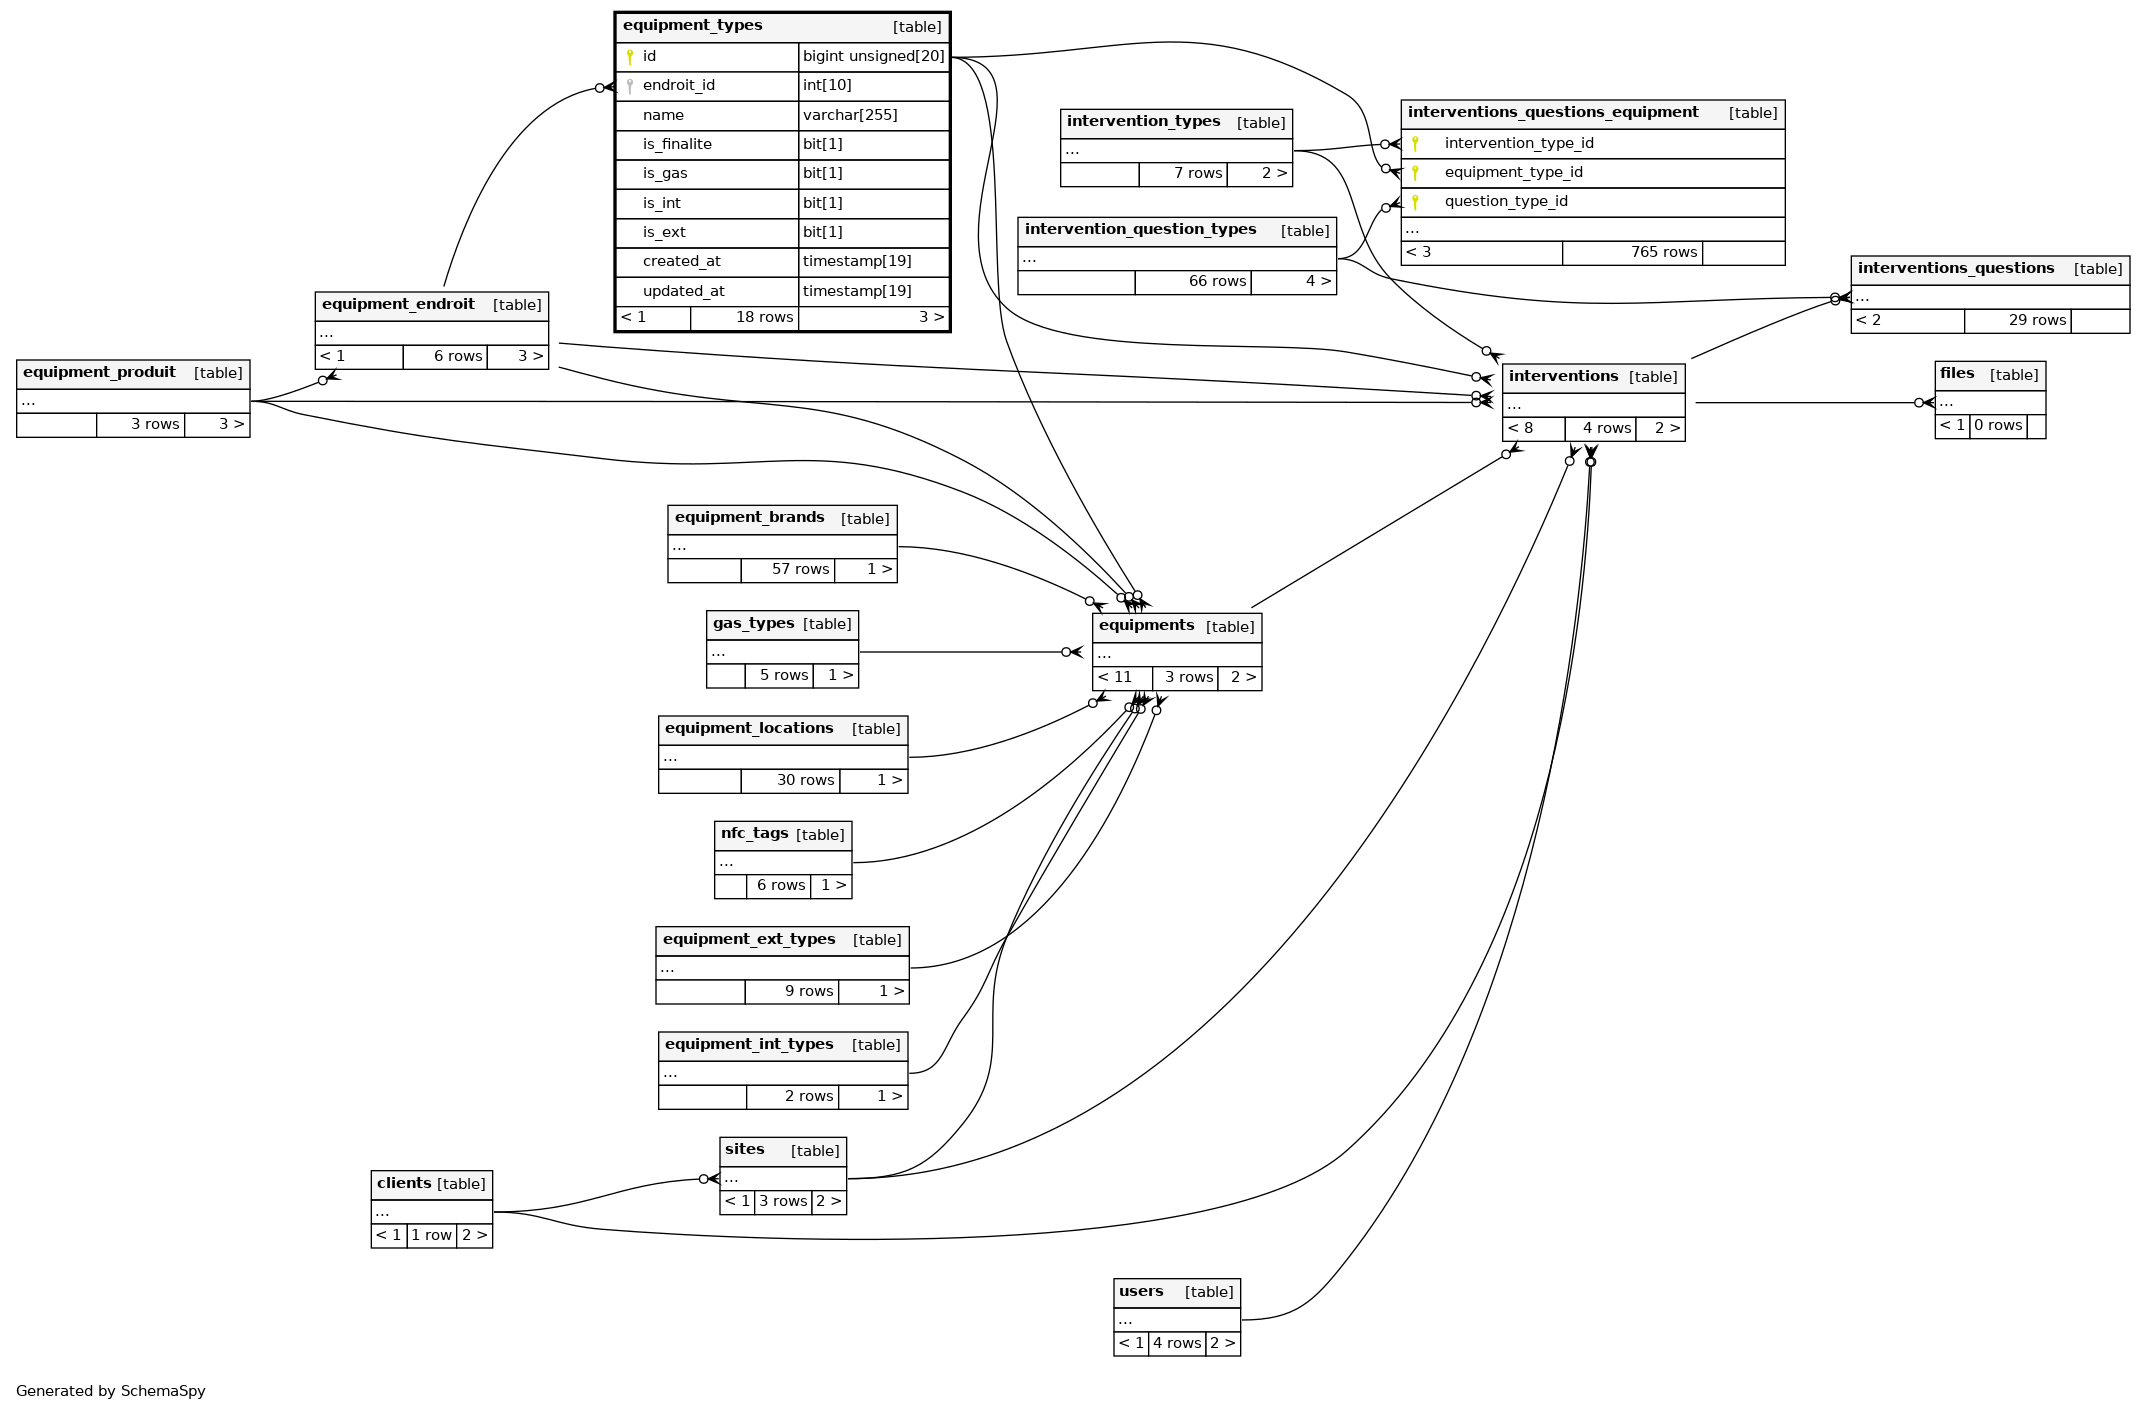 equipment_types [table]
id bigint unsigned[20]
endroit_id int[10]
name varchar[255]
is_finalite bit[1]
is_gas bit[1]
is_int bit[1]
is_ext bit[1]
created_at timestamp[19]
updated_at timestamp[19]
< 1 18 rows 3 >
intervention_types [table]
...
7 rows 2 >
interventions_questions_equipment [table]
intervention_type_id
equipment_type_id
question_type_id
...
< 3 765 rows
intervention_question_types [table]
...
66 rows 4 >
interventions_questions [table]
...
< 2 29 rows
equipment_endroit [table]
...
< 1 6 rows 3 >
equipment_produit [table]
...
3 rows 3 >
interventions [table]
...
< 8 4 rows 2 >
files [table]
...
< 1 0 rows
equipment_brands [table]
...
57 rows 1 >
gas_types [table]
...
5 rows 1 >
equipments [table]
...
< 11 3 rows 2 >
equipment_locations [table]
...
30 rows 1 >
nfc_tags [table]
...
6 rows 1 >
equipment_ext_types [table]
...
9 rows 1 >
equipment_int_types [table]
...
2 rows 1 >
sites [table]
...
< 1 3 rows 2 >
clients [table]
...
< 1 1 row 2 >
users [table]
...
< 1 4 rows 2 >
Generated by SchemaSpy